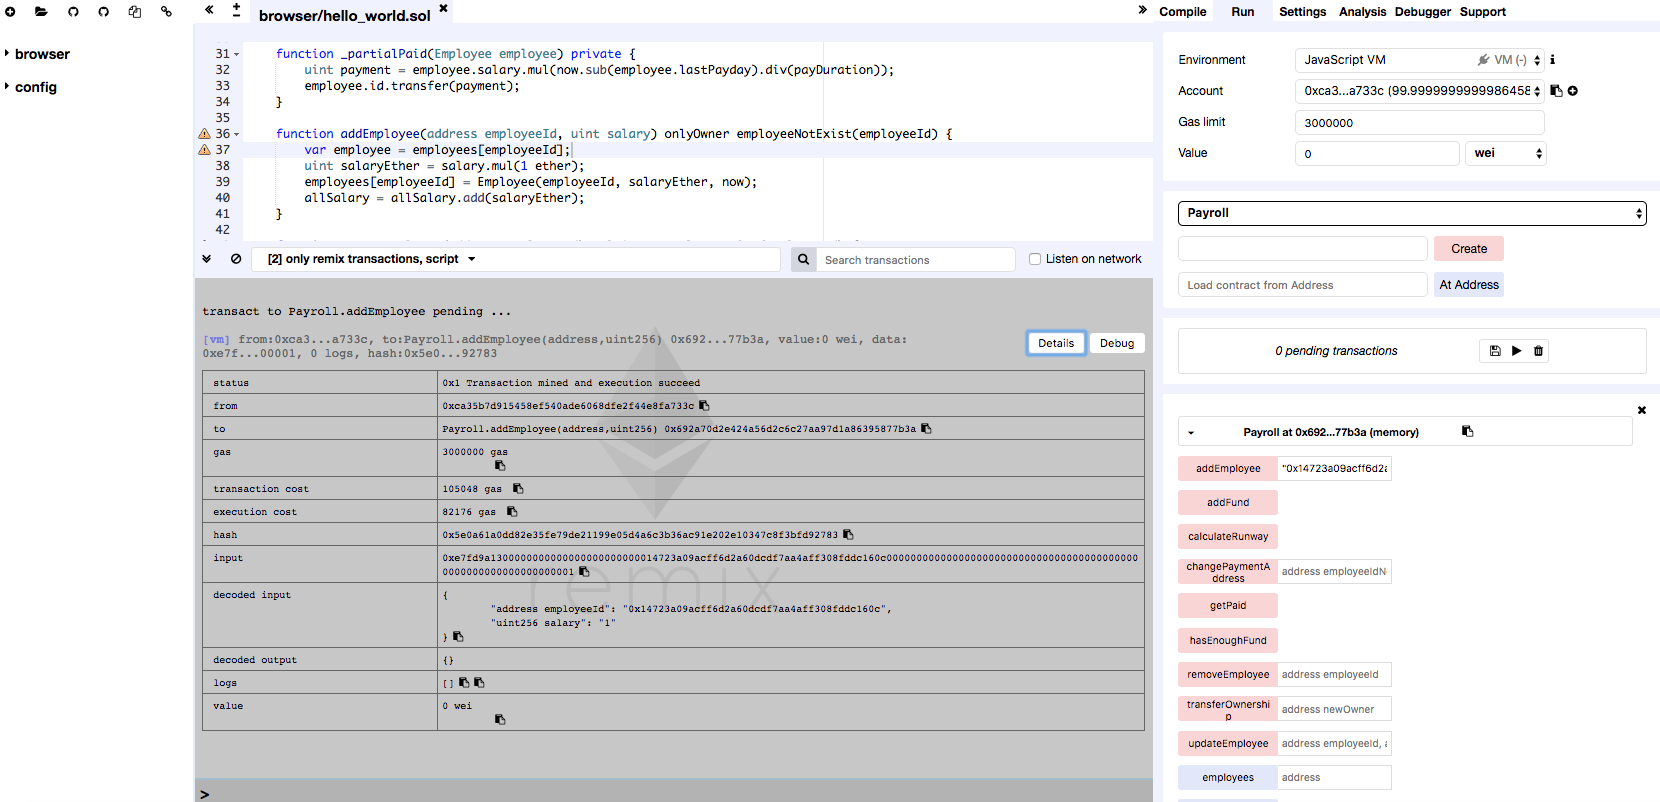 browser/hello_world.sol
Compile Run Settings Analysis Debugger Support
browser
config
31 function _partialPaid(Employee employee) private {
32 uint payment = employee.salary.mul(now.sub(employee.lastPayday).div(payDuration));
33 employee.id.transfer(payment);
34 }
35
36 function addEmployee(address employeeId, uint salary) onlyOwner employeeNotExist(employeeId) {
37 var employee = employees[employeeId];
38 uint salaryEther = salary.mul(1 ether);
39 employees[employeeId] = Employee(employeeId, salaryEther, now);
40 allSalary = allSalary.add(salaryEther);
41 }
42
[2] only remix transactions, script
Search transactions
Listen on network
transact to Payroll.addEmployee pending ...
[vm] from:0xca3...a733c, to:Payroll.addEmployee(address,uint256) 0x692...77b3a, value:0 wei, data:
0xe7f...00001, 0 logs, hash:0x5e0...92783
Details Debug
status 0x1 Transaction mined and execution succeed
from 0xca35b7d915458ef540ade6068dfe2f44e8fa733c
to Payroll.addEmployee(address,uint256) 0x692a70d2e424a56d2c6c27aa97d1a86395877b3a
gas 3000000 gas
transaction cost 105048 gas
execution cost 82176 gas
hash 0x5e0a61a0dd82e35fe79de21199e05d4a6c3b36ac91e202e10347c8f3bfd92783
input
decoded input {
"address employeeId": "0x14723a09acff6d2a60dcdf7aa4aff308fddc160c",
"uint256 salary": "1"
}
decoded output {}
logs []
value 0 wei
remix
>
Environment JavaScript VM VM (-)
Account 0xca3...a733c (99.9999999999986458
Gas limit 3000000
Value 0 wei
Payroll
Create
Load contract from Address At Address
0 pending transactions
Payroll at 0x692...77b3a (memory)
addEmployee "0x14723a09acff6d2a
addFund
calculateRunway
changePaymentA
ddress
address employeeIdN
getPaid
hasEnoughFund
removeEmployee address employeeId
transferOwnershi
p
address newOwner
updateEmployee address employeeId, a
employees address